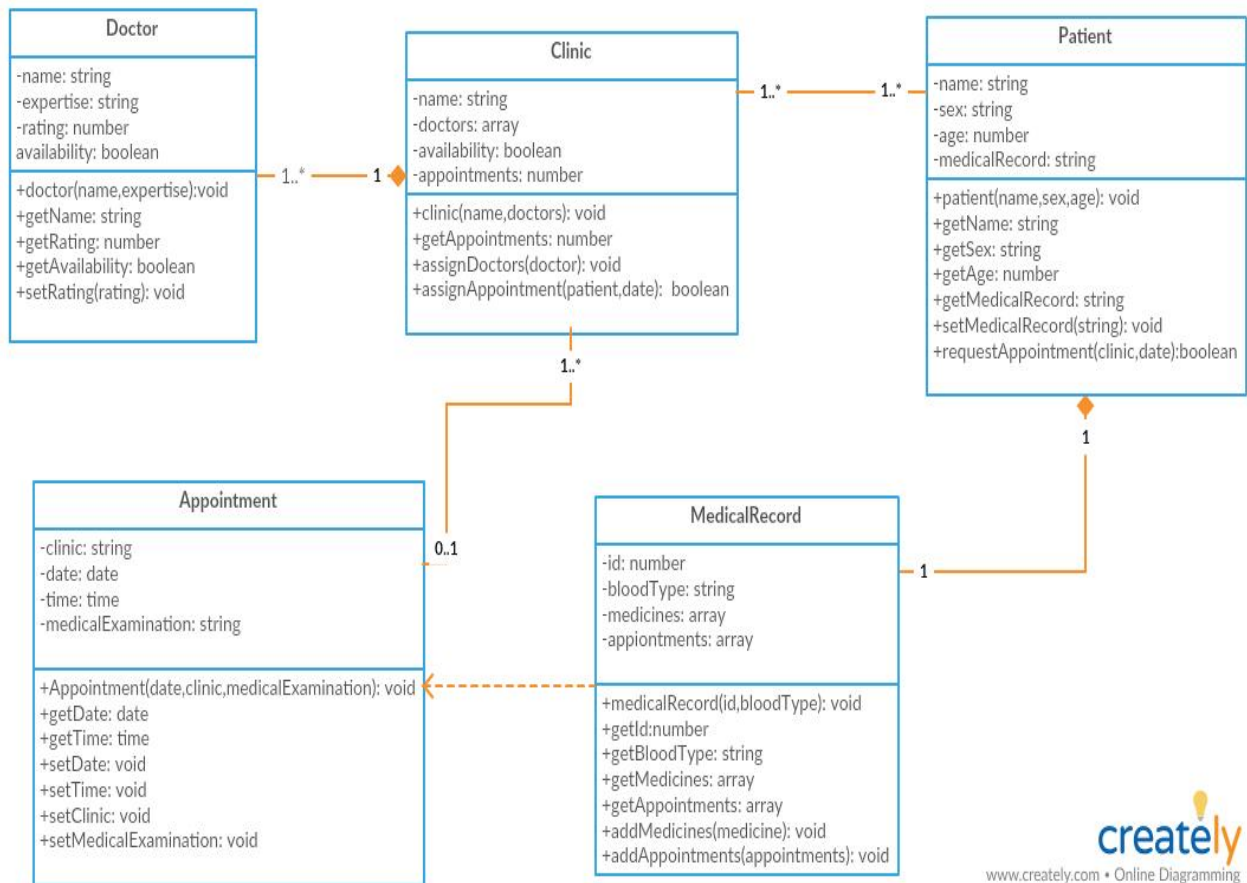 Doctor
-name: string
-expertise: string
-rating: number
availability: boolean
+doctor(name,expertise):void
+getName: string
+getRating: number
+getAvailability: boolean
+setRating(rating): void
1..*
1
Clinic
-name: string
-doctors: array
-availability: boolean
-appointments: number
+clinic(name,doctors): void
+getAppointments: number
+assignDoctors(doctor): void
+assignAppointment(patient,date): boolean
1..*
1..*
Patient
-name: string
-sex: string
-age: number
-medicalRecord: string
+patient(name,sex,age): void
+getName: string
+getSex: string
+getAge: number
+getMedicalRecord: string
+setMedicalRecord(string): void
+requestAppointment(clinic,date):boolean
1..*
0..1
1
1
Appointment
-clinic: string
-date: date
-time: time
-medicalExamination: string
+Appointment(date,clinic,medicalExamination): void
+getDate: date
+getTime: time
+setDate: void
+setTime: void
+setClinic: void
+setMedicalExamination: void
MedicalRecord
-id: number
-bloodType: string
-medicines: array
-appiontments: array
+medicalRecord(id,bloodType): void
+getId:number
+getBloodType: string
+getMedicines: array
+getAppointments: array
+addMedicines(medicine): void
+addAppointments(appointments): void
creately
www.creately.com • Online Diagramming